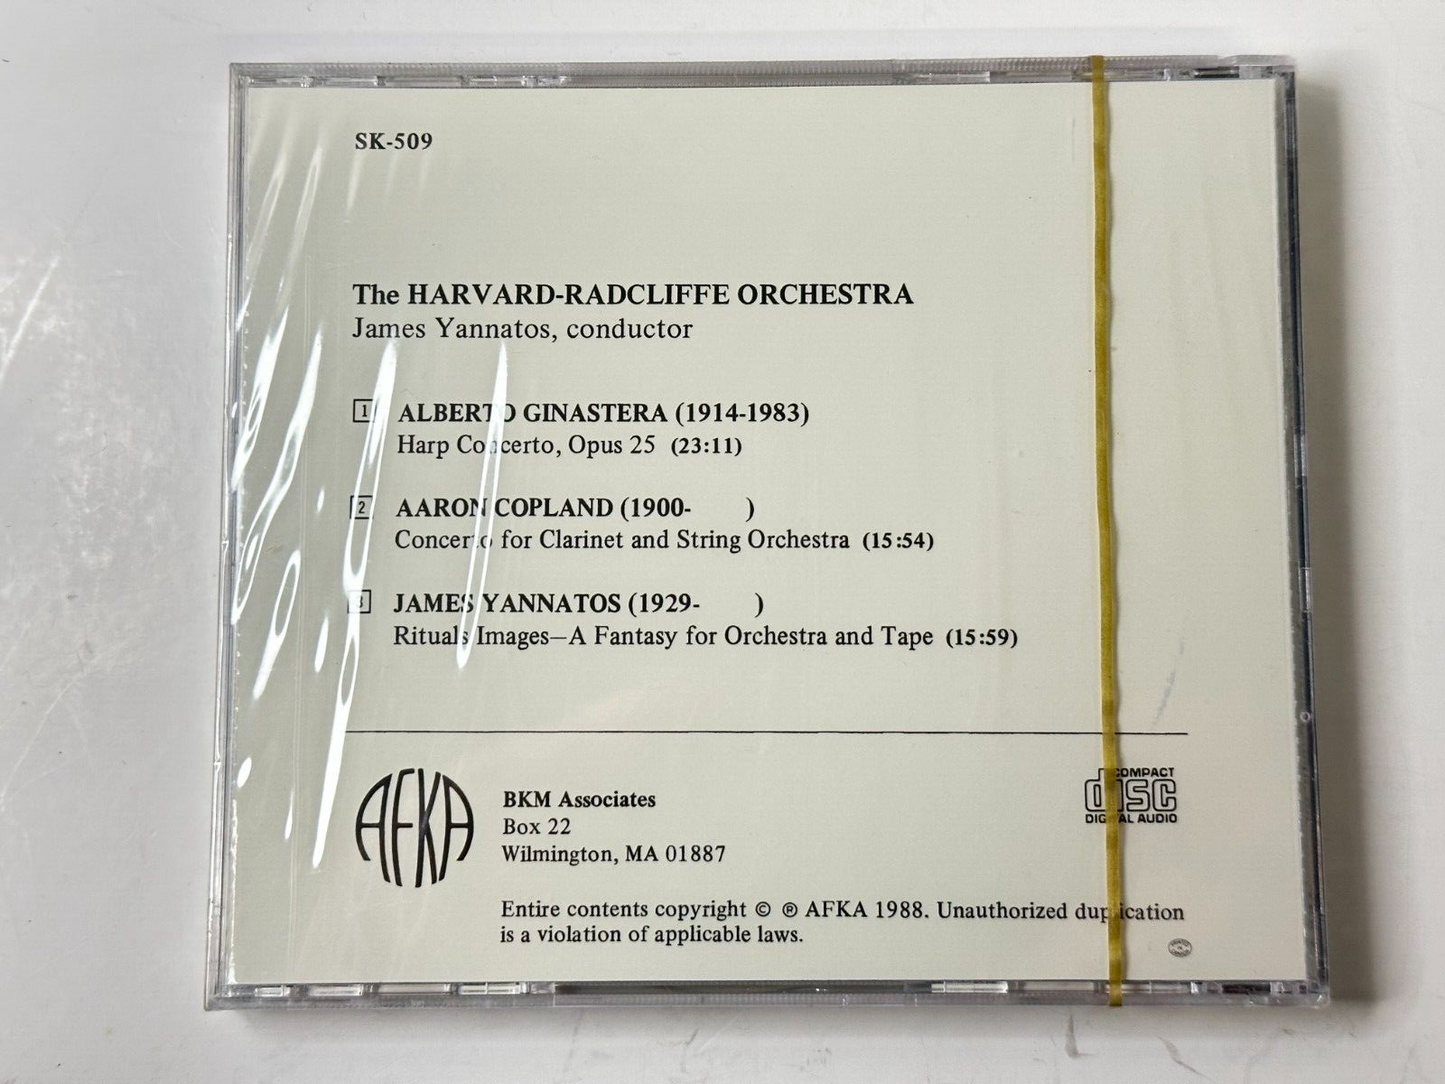 SK-509
The HARVARD-RADCLIFFE ORCHESTRA
James Yannatos, conductor
1 ALBERTO GINASTERA (1914-1983)
Harp Concerto, Opus 25 (23:11)
2 AARON COPLAND (1900- )
Concerto for Clarinet and String Orchestra (15:54)
3 JAMES YANNATOS (1929- )
Rituals Images—A Fantasy for Orchestra and Tape (15:59)
AFKA
BKM Associates
Box 22
Wilmington, MA 01887
COMPACT
disc
DIGITAL AUDIO
Entire contents copyright © ® AFKA 1988. Unauthorized duplication
is a violation of applicable laws.